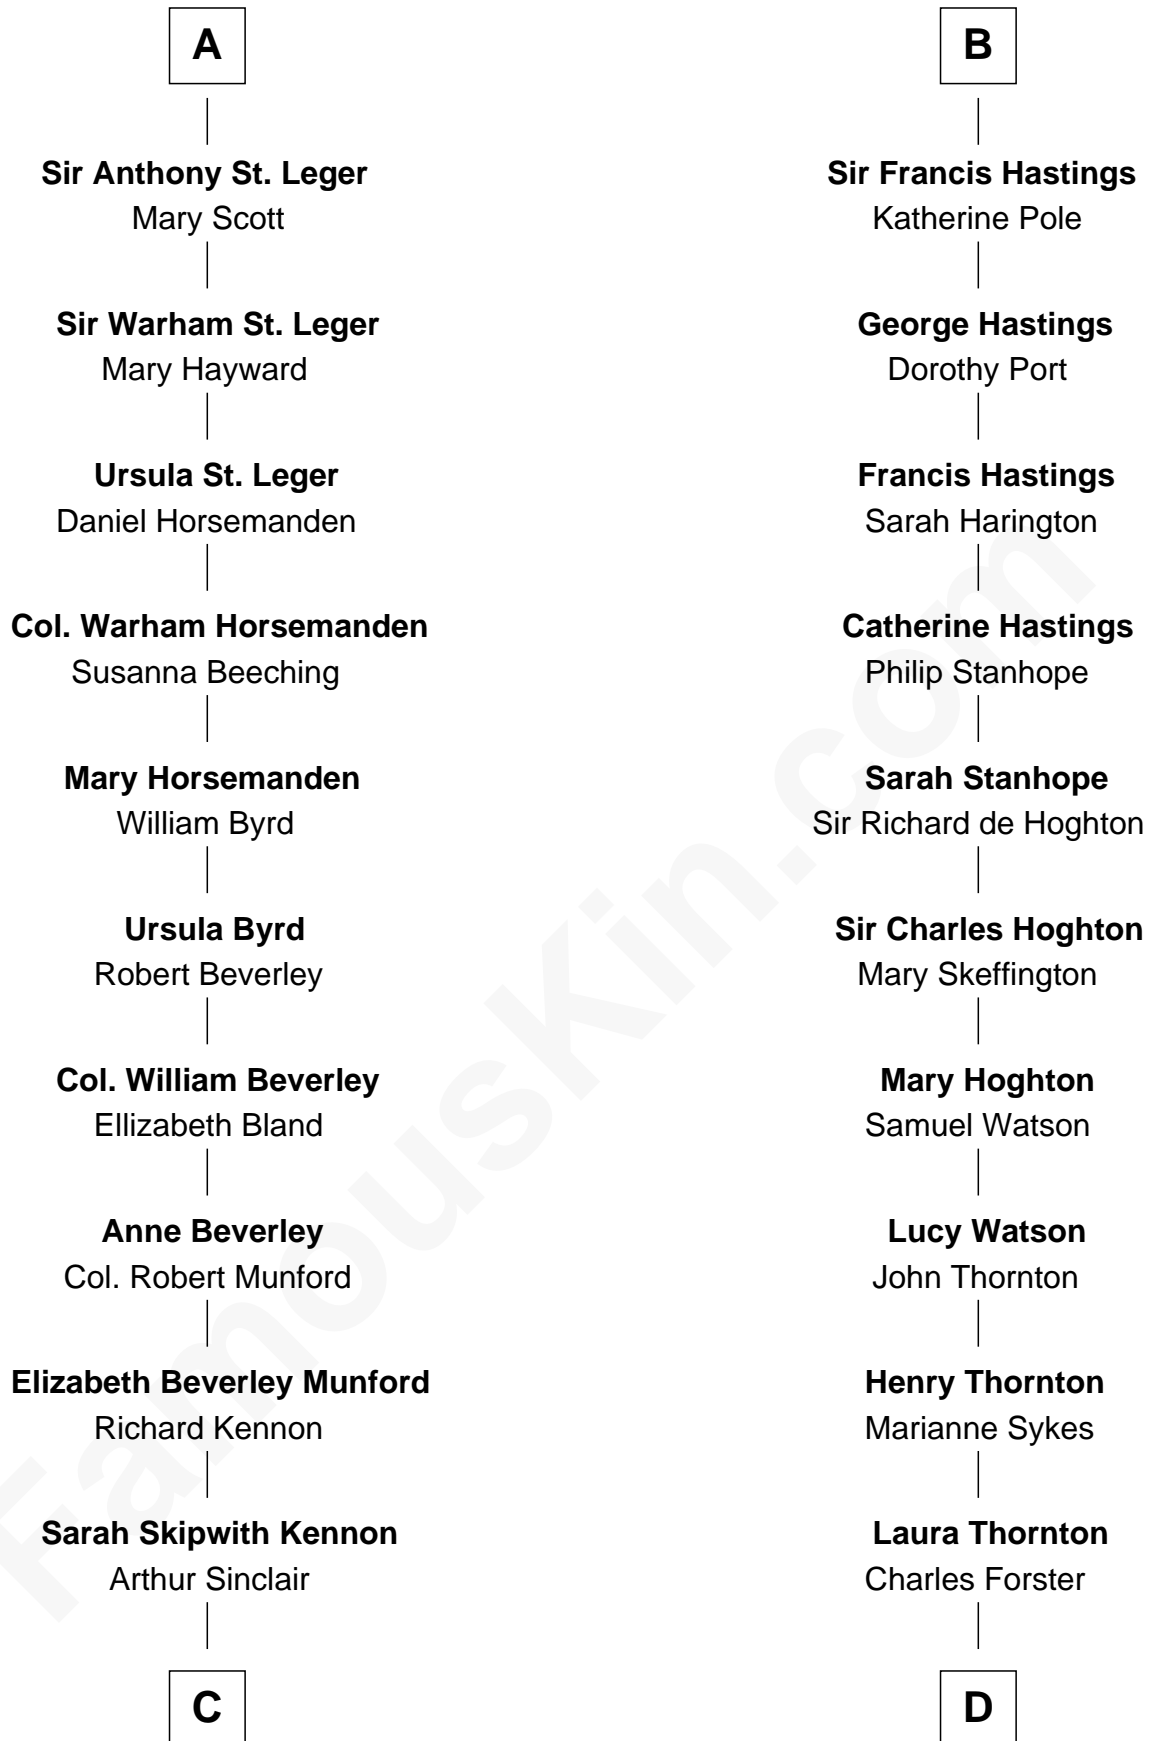 A
Sir Anthony St. Leger
Mary Scott
Sir Warham St. Leger
Mary Hayward
Ursula St. Leger
Daniel Horsemanden
Col. Warham Horsemanden
Susanna Beeching
Mary Horsemanden
William Byrd
Ursula Byrd
Robert Beverley
Col. William Beverley
Ellizabeth Bland
Anne Beverley
Col. Robert Munford
Elizabeth Beverley Munford
Richard Kennon
Sarah Skipwith Kennon
Arthur Sinclair
C
B
Sir Francis Hastings
Katherine Pole
George Hastings
Dorothy Port
Francis Hastings
Sarah Harington
Catherine Hastings
Philip Stanhope
Sarah Stanhope
Sir Richard de Hoghton
Sir Charles Hoghton
Mary Skeffington
Mary Hoghton
Samuel Watson
Lucy Watson
John Thornton
Henry Thornton
Marianne Sykes
Laura Thornton
Charles Forster
D
FamousKin.com